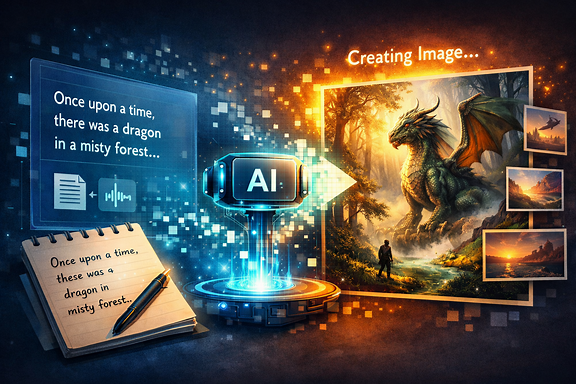 Creating Image...
Once upon a time,
there was a dragon
in a misty forest...
AI
Once upon a time,
these was a
dragon in
misty forest..